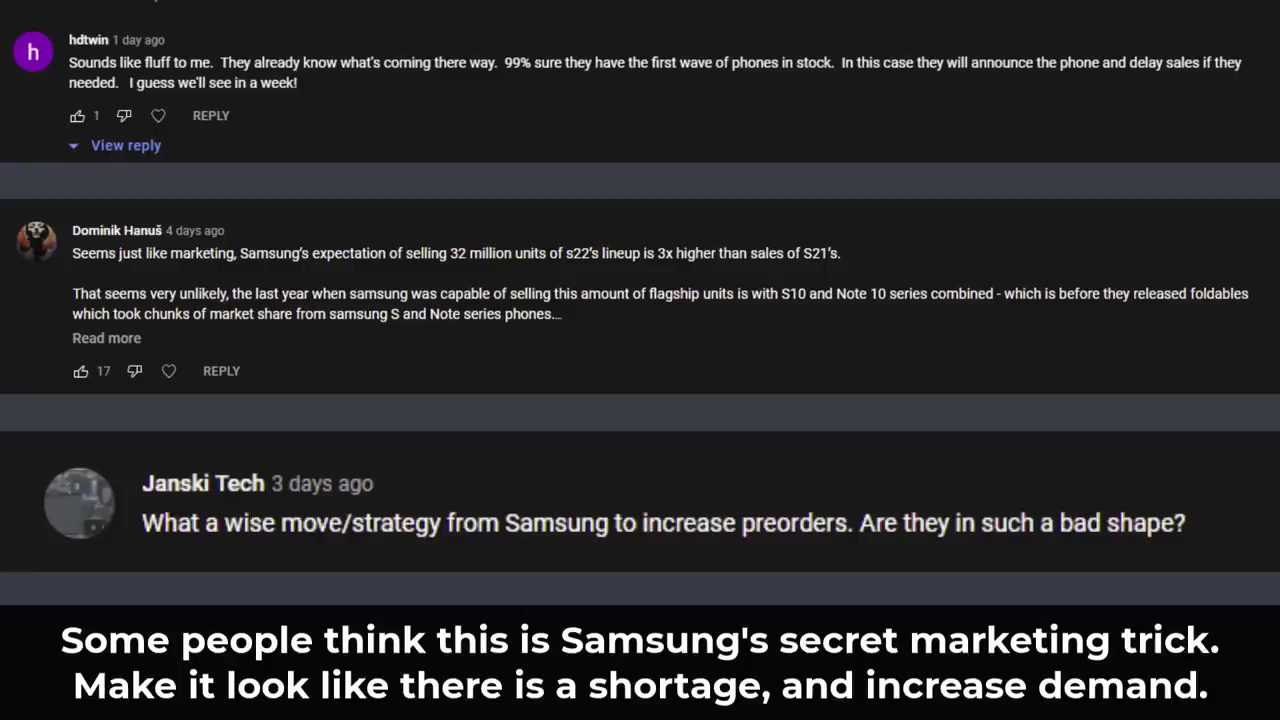 h
hdtwin 1 day ago
Sounds like fluff to me. They already know what's coming there way. 99% sure they have the first wave of phones in stock. In this case they will announce the phone and delay sales if they
needed. I guess we'll see in a week!
1 REPLY
View reply
Dominik Hanuš 4 days ago
Seems just like marketing, Samsung's expectation of selling 32 million units of s22's lineup is 3x higher than sales of S21's.
That seems very unlikely, the last year when samsung was capable of selling this amount of flagship units is with S10 and Note 10 series combined - which is before they released foldables
which took chunks of market share from samsung S and Note series phones...
Read more
17 REPLY
Janski Tech 3 days ago
What a wise move/strategy from Samsung to increase preorders. Are they in such a bad shape?
Some people think this is Samsung's secret marketing trick.
Make it look like there is a shortage, and increase demand.